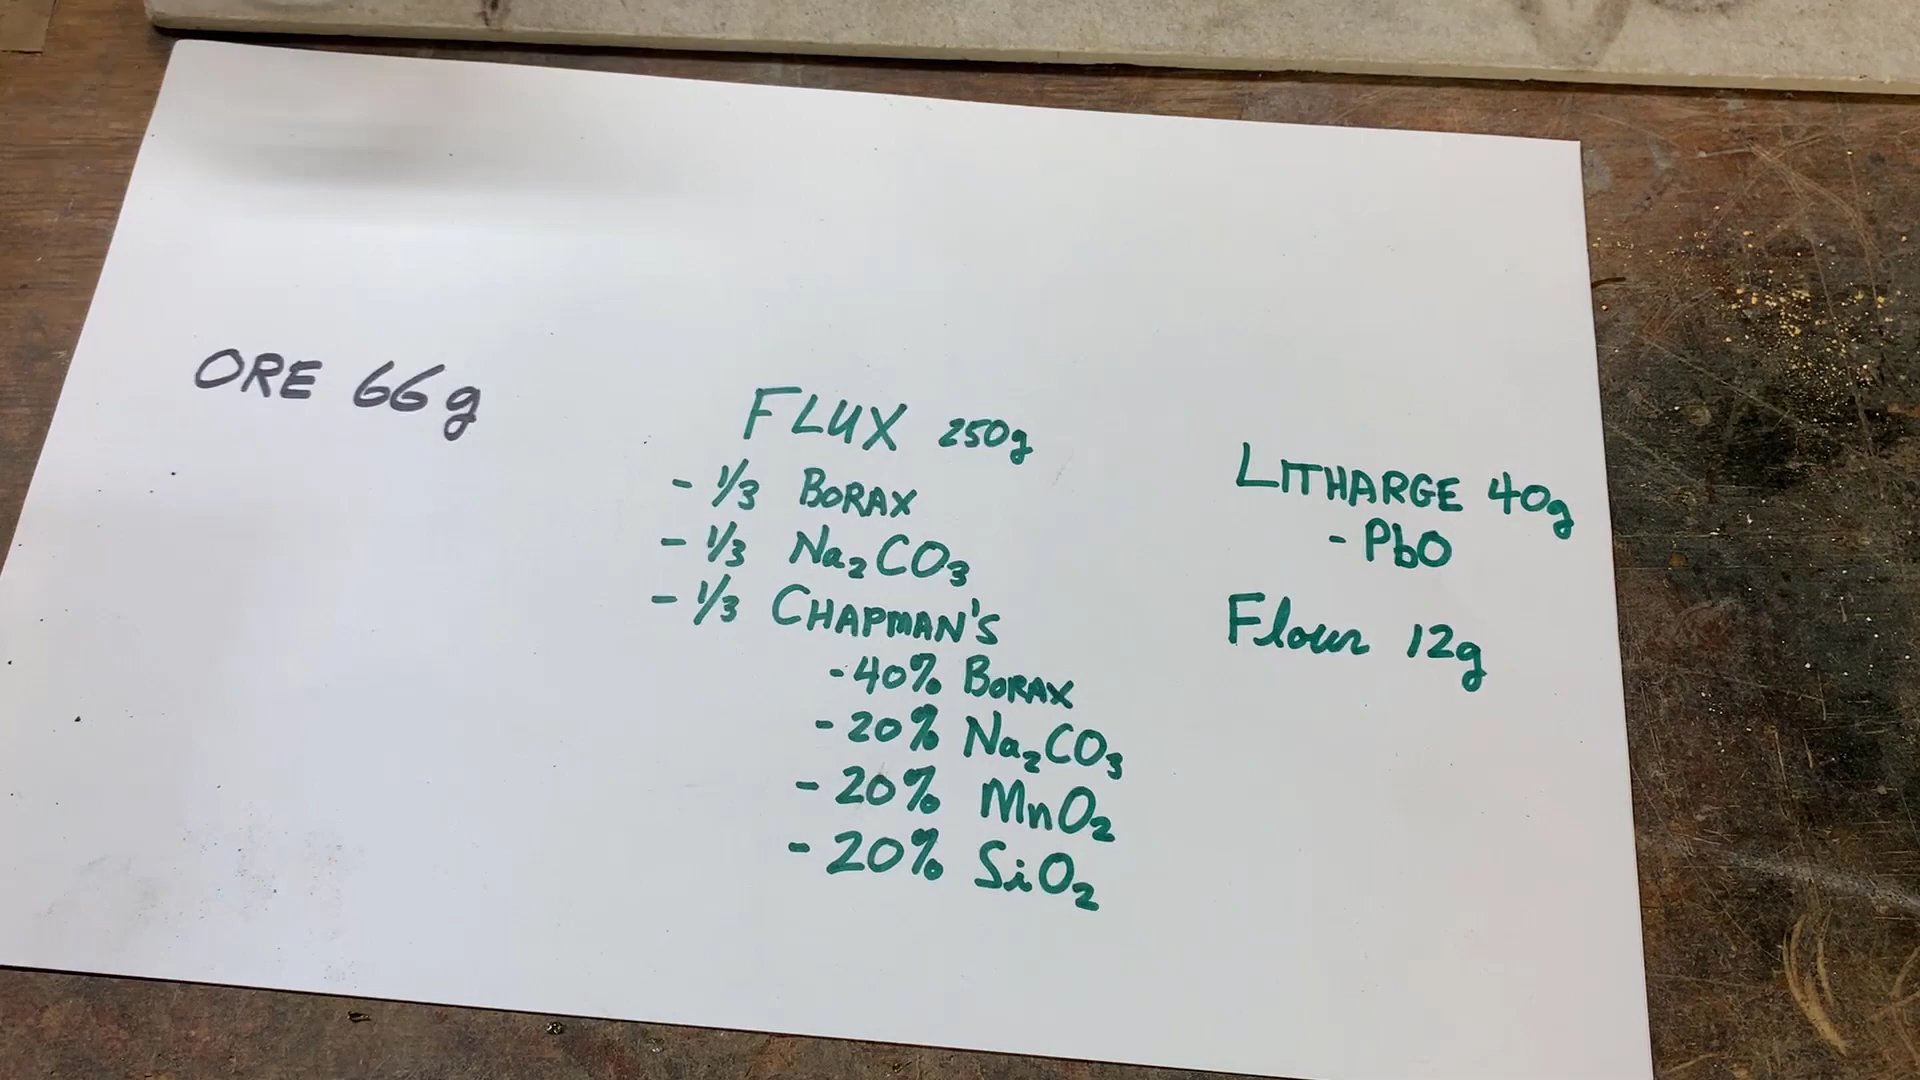 ORE 66g
FLUX 250g
- 1/3 BORAX
- 1/3 Na₂CO₃
- 1/3 CHAPMAN'S
- 40% BORAX
- 20% Na₂CO₃
- 20% MnO₂
- 20% SiO₂
LITHARGE 40g
- PbO
Flour 12g